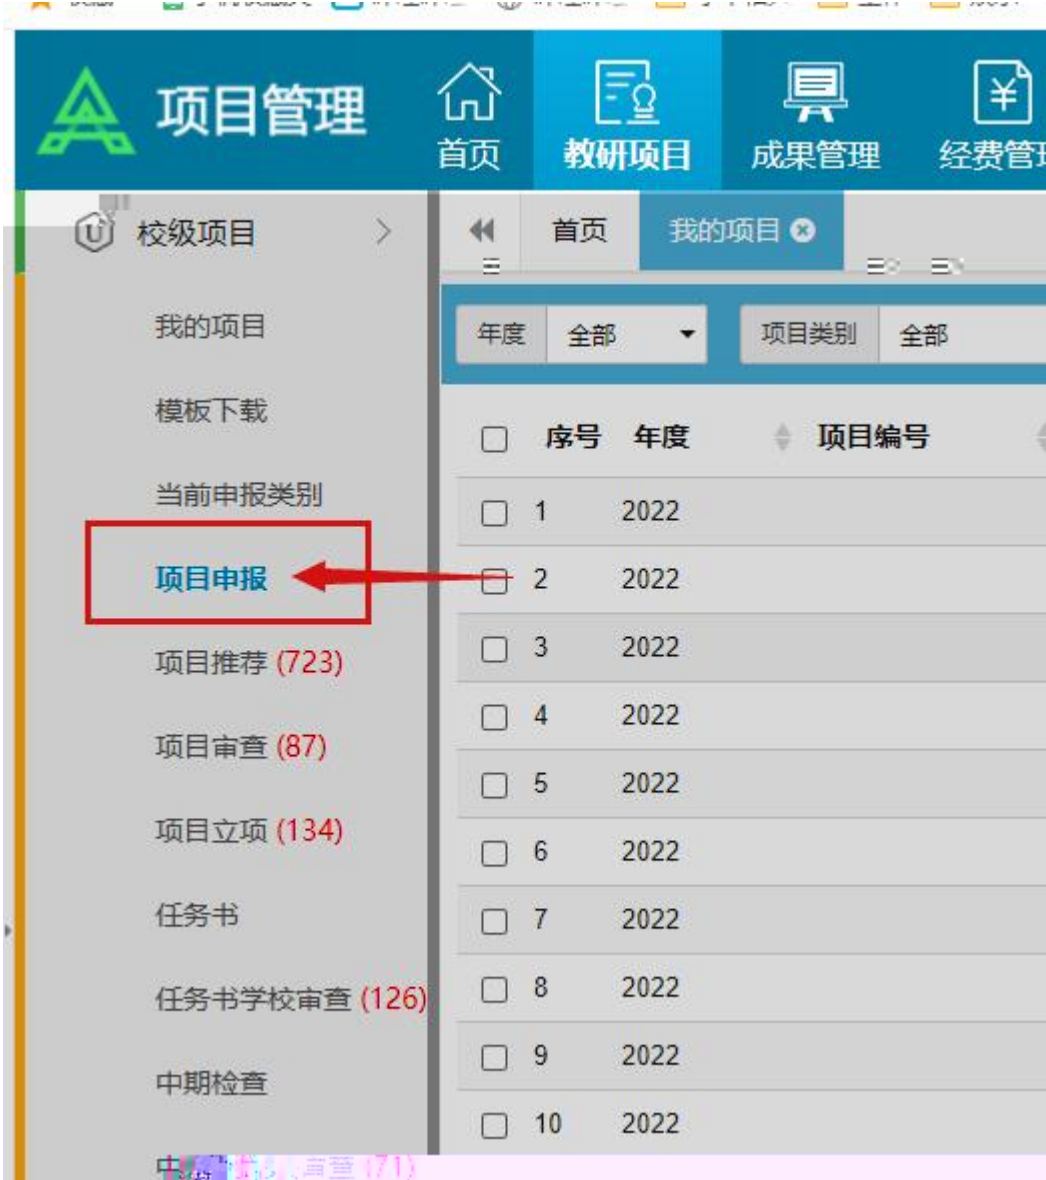 项目管理
首页
教研项目
成果管理
经费管
校级项目
首页
我的项目
我的项目
年度 全部
项目类别 全部
模板下载
序号 年度 项目编号
当前申报类别
1 2022
项目申报
2 2022
3 2022
项目推荐 (723)
4 2022
项目审查 (87)
5 2022
项目立项 (134)
6 2022
任务书
7 2022
任务书学校审查 (126)
8 2022
9 2022
中期检查
10 2022
(71)